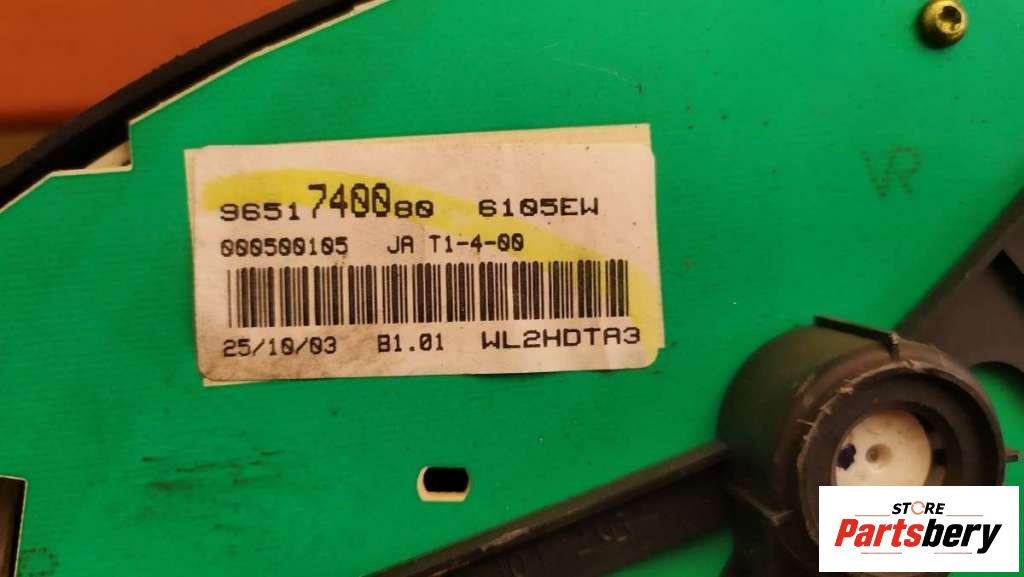 9651740080 6105EW
000500105 JA T1-4-00
25/10/03 B1.01 WL2HDTA3
VR
STORE
Partsbery